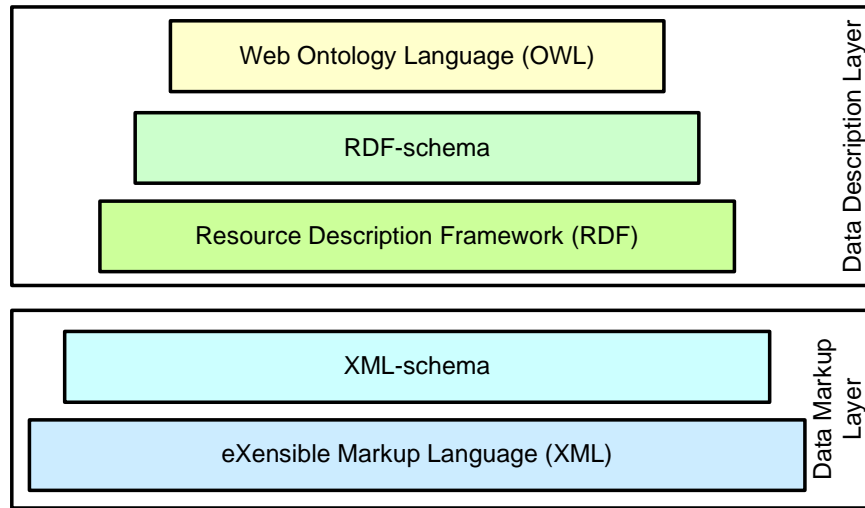 Web Ontology Language (OWL)
RDF-schema
Resource Description Framework (RDF)
Data Description Layer
XML-schema
eXensible Markup Language (XML)
Data Markup
Layer